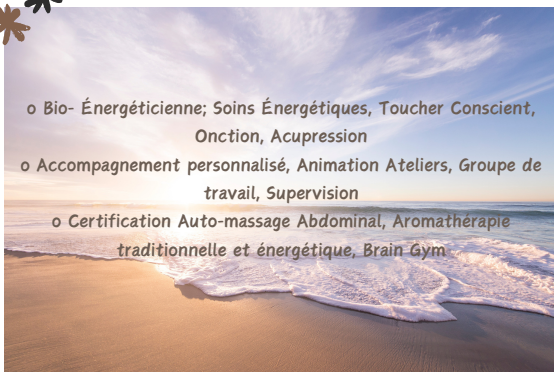 o Bio- Énergéticienne; Soins Énergétiques, Toucher Conscient,
Onction, Acupression
o Accompagnement personnalisé, Animation Ateliers, Groupe de
travail, Supervision
o Certification Auto-massage Abdominal, Aromathérapie
traditionnelle et énergétique, Brain Gym